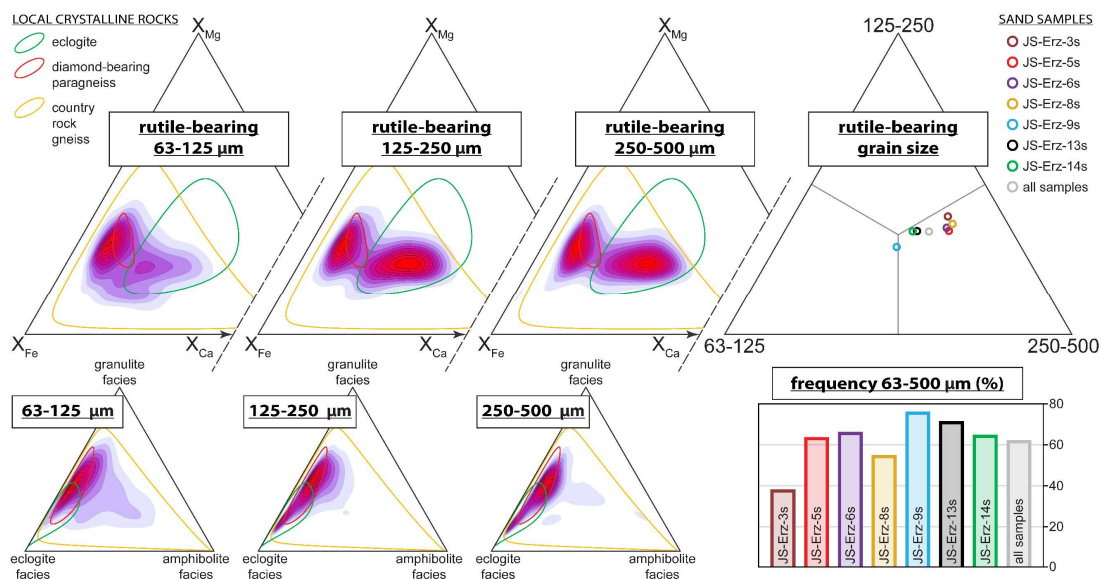 LOCAL CRYSTALLINE ROCKS
eclogite
diamond-bearing
paragneiss
country
rock
gneiss
X Mg
rutile-bearing
63-125 µm
X Fe
X Ca
X Mg
rutile-bearing
125-250 µm
X Fe
X Ca
X Mg
rutile-bearing
250-500 µm
X Ca
125-250
rutile-bearing
grain size
63-125
250-500
SAND SAMPLES
JS-Erz-3s
JS-Erz-5s
JS-Erz-6s
JS-Erz-8s
JS-Erz-9s
JS-Erz-13s
JS-Erz-14s
all samples
granulite
facies
63-125 µm
eclogite
facies
amphibolite
facies
granulite
facies
125-250 µm
eclogite
facies
amphibolite
facies
granulite
facies
250-500 µm
eclogite
facies
amphibolite
facies
frequency 63-500 µm (%)
80
60
40
20
0
JS-Erz-3s
JS-Erz-5s
JS-Erz-6s
JS-Erz-8s
JS-Erz-9s
JS-Erz-13s
JS-Erz-14s
all samples